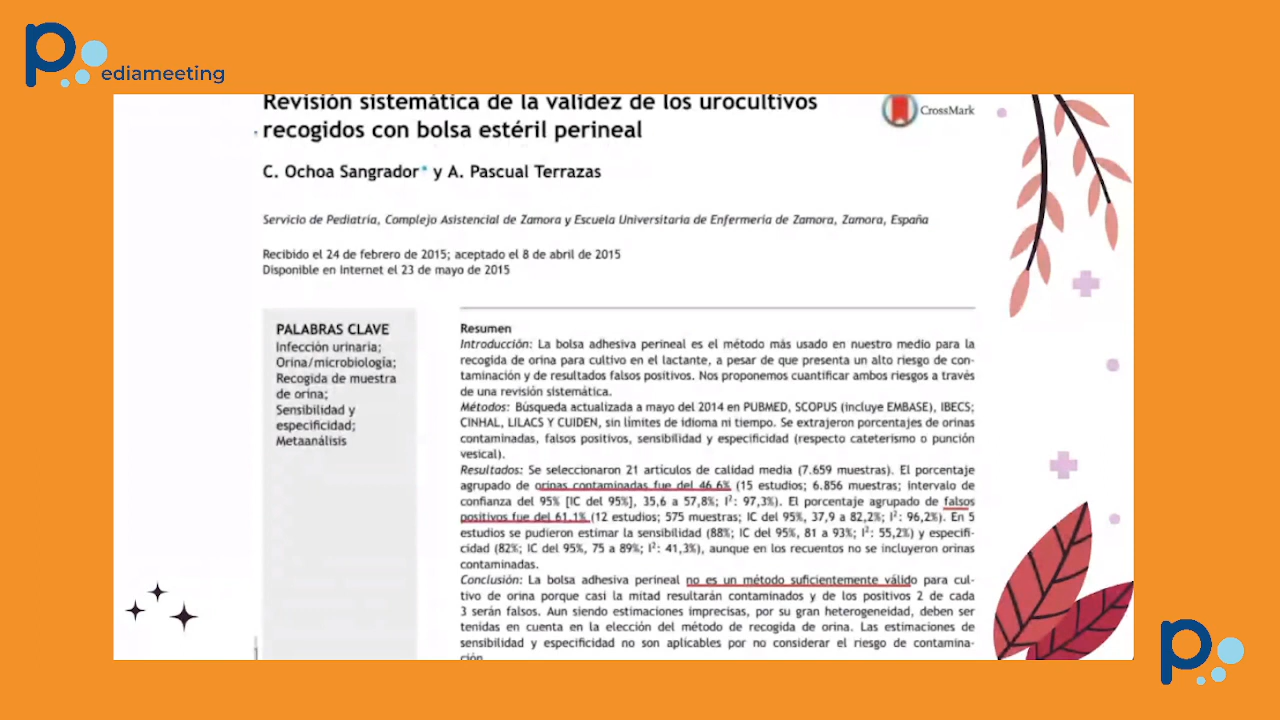 p
ediameeting
Revisión sistemática de la validez de los urocultivos
recogidos con bolsa estéril perineal
CrossMark
C. Ochoa Sangrador* y A. Pascual Terrazas
Servicio de Pediatría, Complejo Asistencial de Zamora y Escuela Universitaria de Enfermería de Zamora, Zamora, España
Recibido el 24 de febrero de 2015; aceptado el 8 de abril de 2015
Disponible en Internet el 23 de mayo de 2015
PALABRAS CLAVE
Infección urinaria;
Orina/microbiología;
Recogida de muestra
de orina;
Sensibilidad y
especificidad;
Metaanálisis
Resumen
Introducción: La bolsa adhesiva perineal es el método más usado en nuestro medio para la
recogida de orina para cultivo en el lactante, a pesar de que presenta un alto riesgo de con-
taminación y de resultados falsos positivos. Nos proponemos cuantificar ambos riesgos a través
de una revisión sistemática.
Métodos: Búsqueda actualizada a mayo del 2014 en PUBMED, SCOPUS (incluye EMBASE), IBECS;
CINHAL, LILACS Y CUIDEN, sin límites de idioma ni tiempo. Se extrajeron porcentajes de orinas
contaminadas, falsos positivos, sensibilidad y especificidad (respecto cateterismo o punción
vesical).
Resultados: Se seleccionaron 21 artículos de calidad media (7.659 muestras). El porcentaje
agrupado de orinas contaminadas fue del 46,6% (15 estudios; 6.856 muestras; intervalo de
confianza del 95% [IC del 95%], 35,6 a 57,8%; I²: 97,3%). El porcentaje agrupado de falsos
positivos fue del 61,1% (12 estudios; 575 muestras; IC del 95%, 37,9 a 82,2%; I²: 96,2%). En 5
estudios se pudieron estimar la sensibilidad (88%; IC del 95%, 81 a 93%; I²: 55,2%) y especifi-
cidad (82%; IC del 95%, 75 a 89%; I²: 41,3%), aunque en los recuentos no se incluyeron orinas
contaminadas.
Conclusión: La bolsa adhesiva perineal no es un método suficientemente válido para cul-
tivo de orina porque casi la mitad resultarán contaminados y de los positivos 2 de cada
3 serán falsos. Aun siendo estimaciones imprecisas, por su gran heterogeneidad, deben ser
tenidas en cuenta en la elección del método de recogida de orina. Las estimaciones de
sensibilidad y especificidad no son aplicables por no considerar el riesgo de contamina-
ción.
p